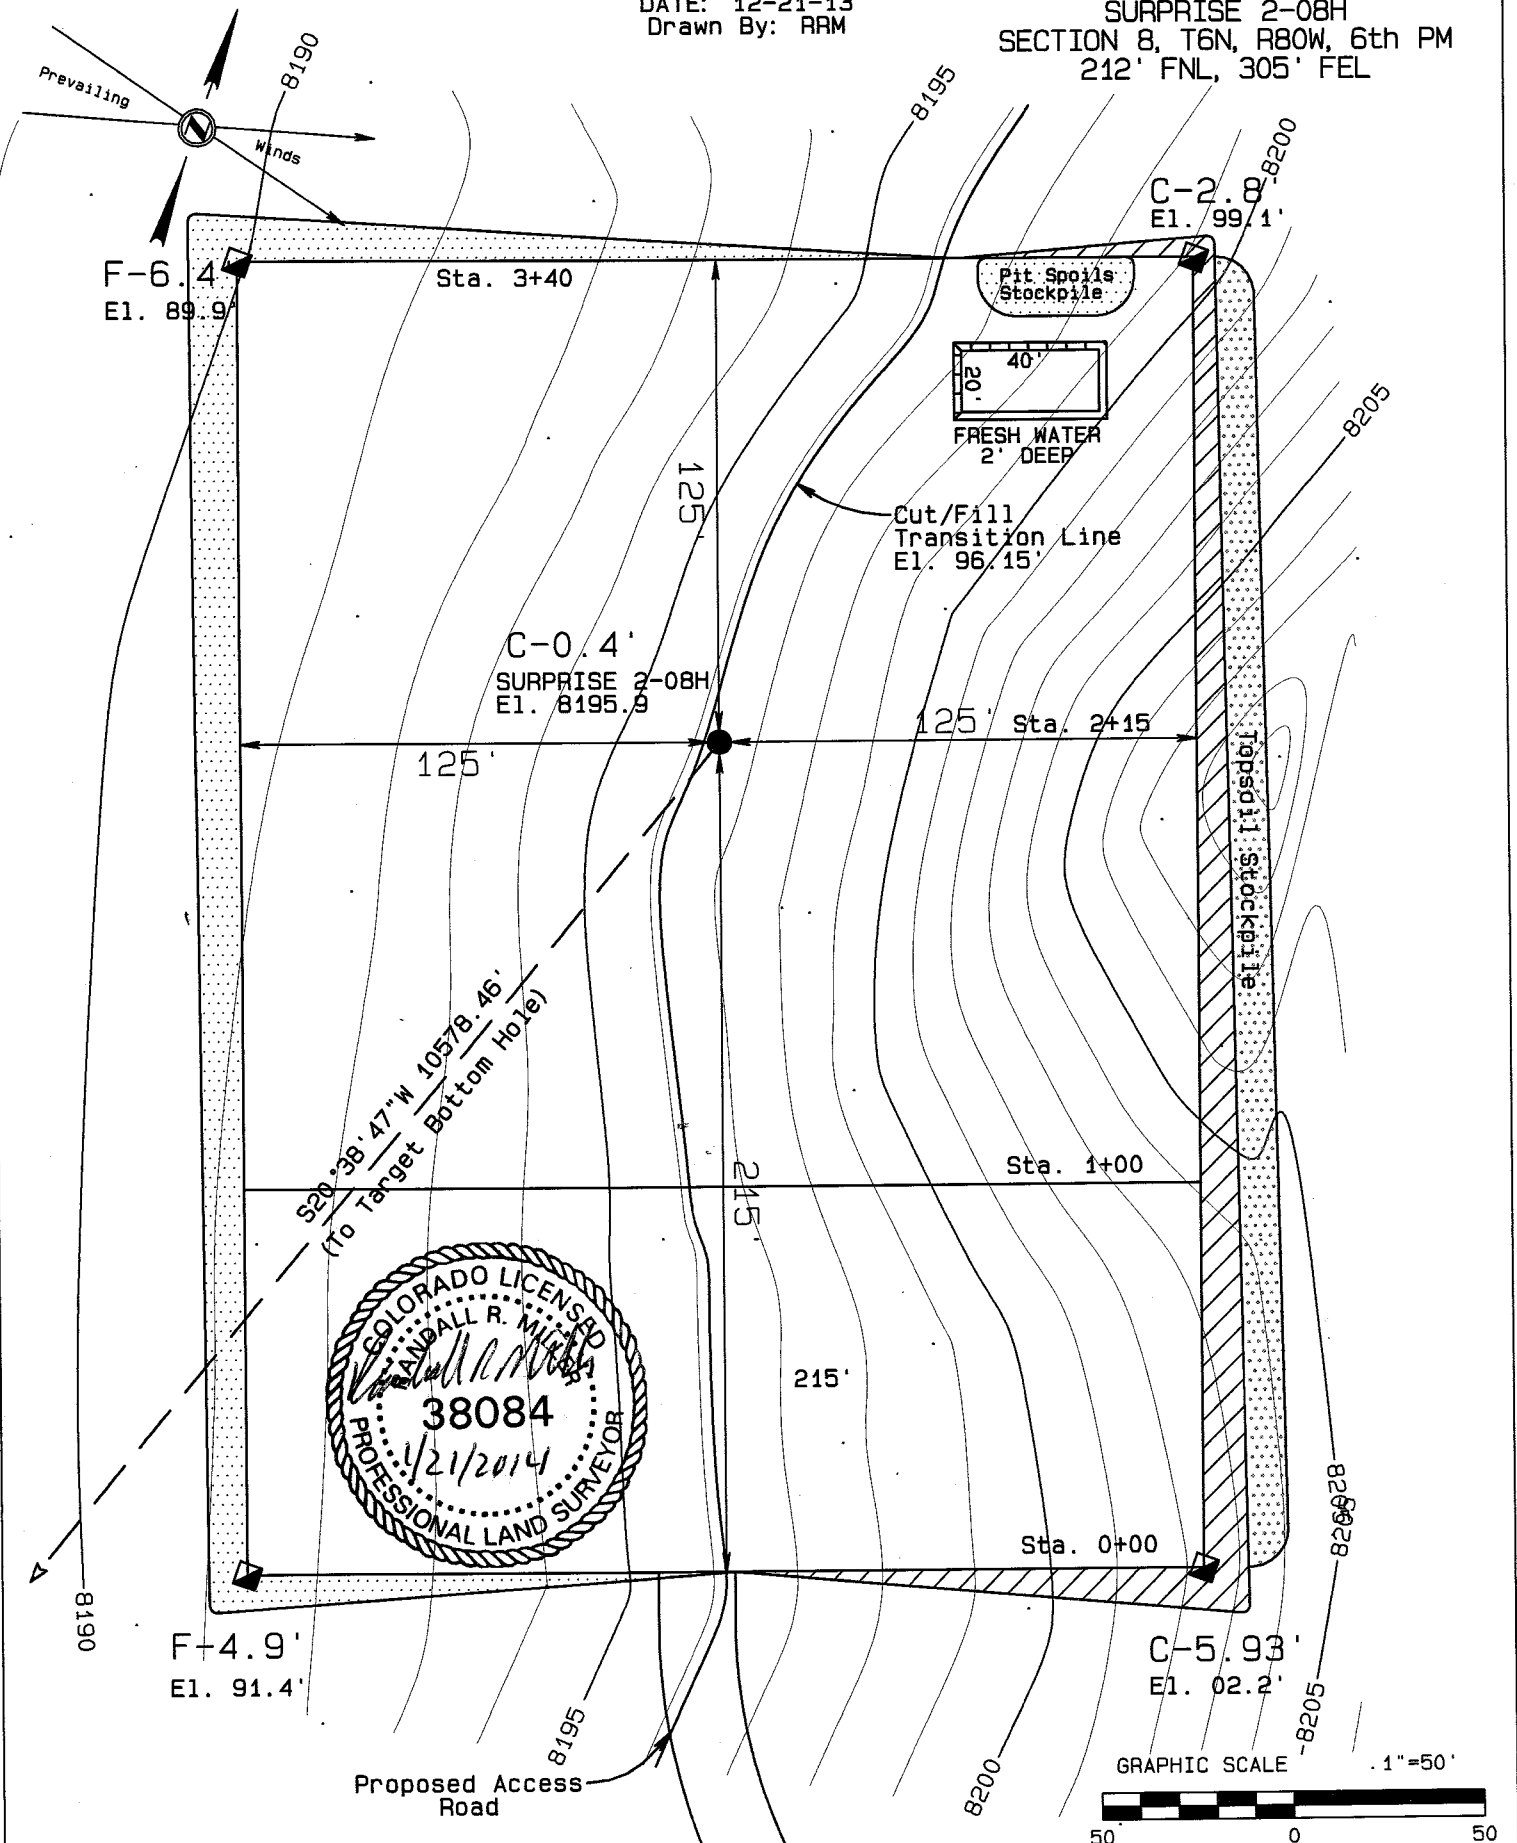 DATE: 12-21-13
Drawn By: RRM
SURPRISE 2-08H
SECTION 8, T6N, R80W, 6th PM
212' FNL, 305' FEL
Prevailing
Winds
8190
8195
8200
C-2.8'
El. 99.1'
F-6.4'
El. 89.9'
Sta. 3+40
Pit Spoils
Stockpile
40'
20'
FRESH WATER
2' DEEP
8205
125'
Cut/Fill
Transition Line
El. 96.15'
C-0.4'
SURPRISE 2-08H
El. 8195.9
125'
125'
Sta. 2+15
Topsoil Stockpile
S20°38'47"W 10578.46'
(To Target Bottom Hole)
Sta. 1+00
215'
COLORADO LICENSED
RANDALL R. MILLER
38084
1/21/2014
PROFESSIONAL LAND SURVEYOR
215'
Sta. 0+00
8190
F-4.9'
El. 91.4'
C-5.93'
El. 02.2'
8195
8200
8205
Proposed Access
Road
GRAPHIC SCALE 1"=50'
50 0 50